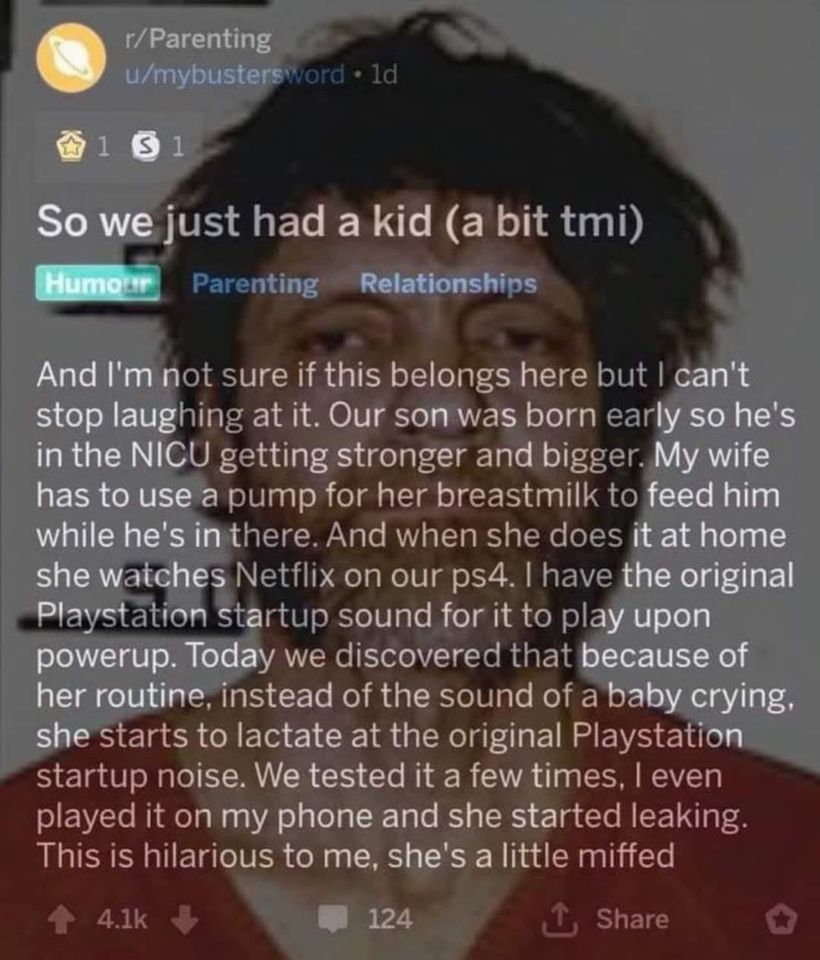 r/Parenting
u/mybustersword • 1d
1 S 1
So we just had a kid (a bit tmi)
Humour Parenting Relationships
And I'm not sure if this belongs here but I can't
stop laughing at it. Our son was born early so he's
in the NICU getting stronger and bigger. My wife
has to use a pump for her breastmilk to feed him
while he's in there. And when she does it at home
she watches Netflix on our ps4. I have the original
Playstation startup sound for it to play upon
powerup. Today we discovered that because of
her routine, instead of the sound of a baby crying,
she starts to lactate at the original Playstation
startup noise. We tested it a few times, I even
played it on my phone and she started leaking.
This is hilarious to me, she's a little miffed
4.1k 124 Share